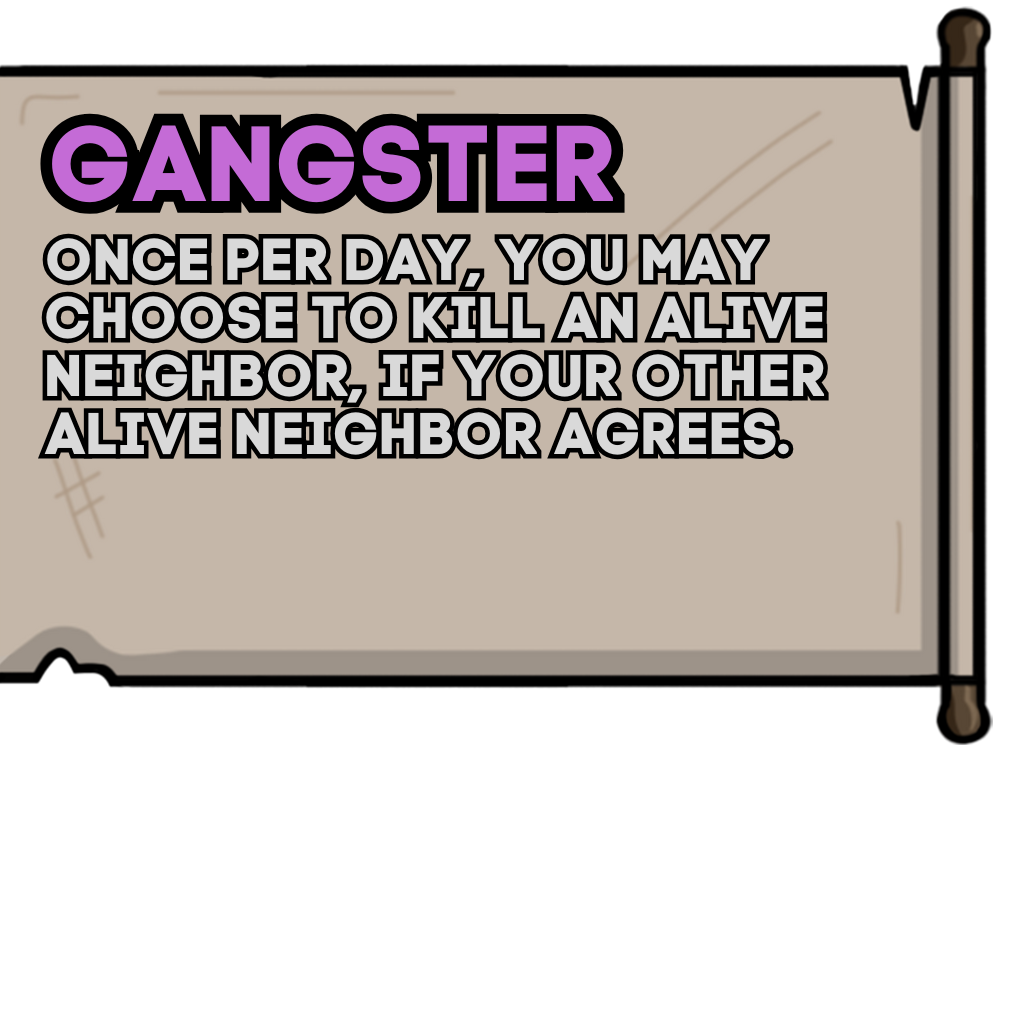 GANGSTER
ONCE PER DAY, YOU MAY
CHOOSE TO KILL AN ALIVE
NEIGHBOR, IF YOUR OTHER
ALIVE NEIGHBOR AGREES.